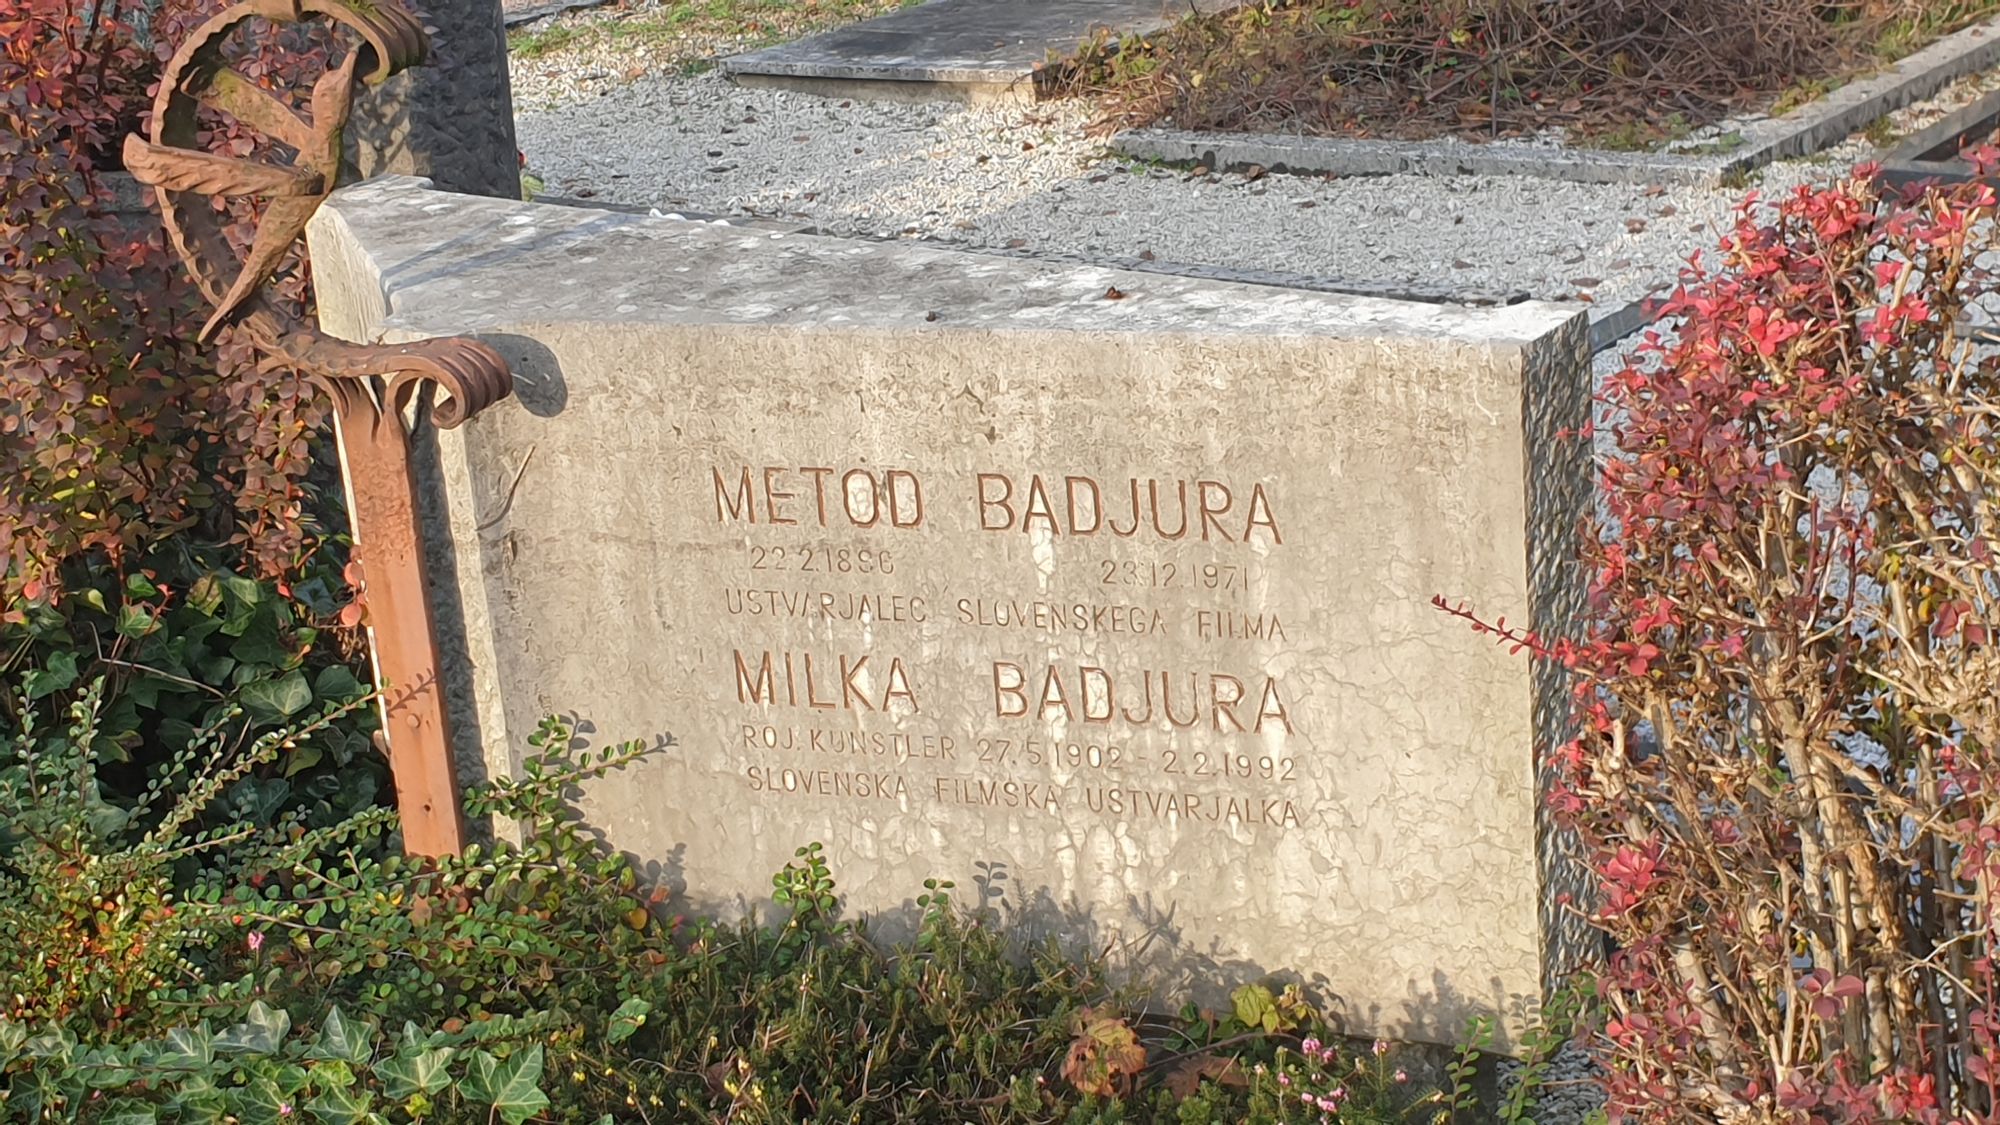 METOD BADJURA
22.2.1896 23.12.1971
USTVARJALEC SLOVENSKEGA FILMA
MILKA BADJURA
ROJ. KUNSTLER 27.5.1902 - 2.2.1992
SLOVENSKA FILMSKA USTVARJALKA